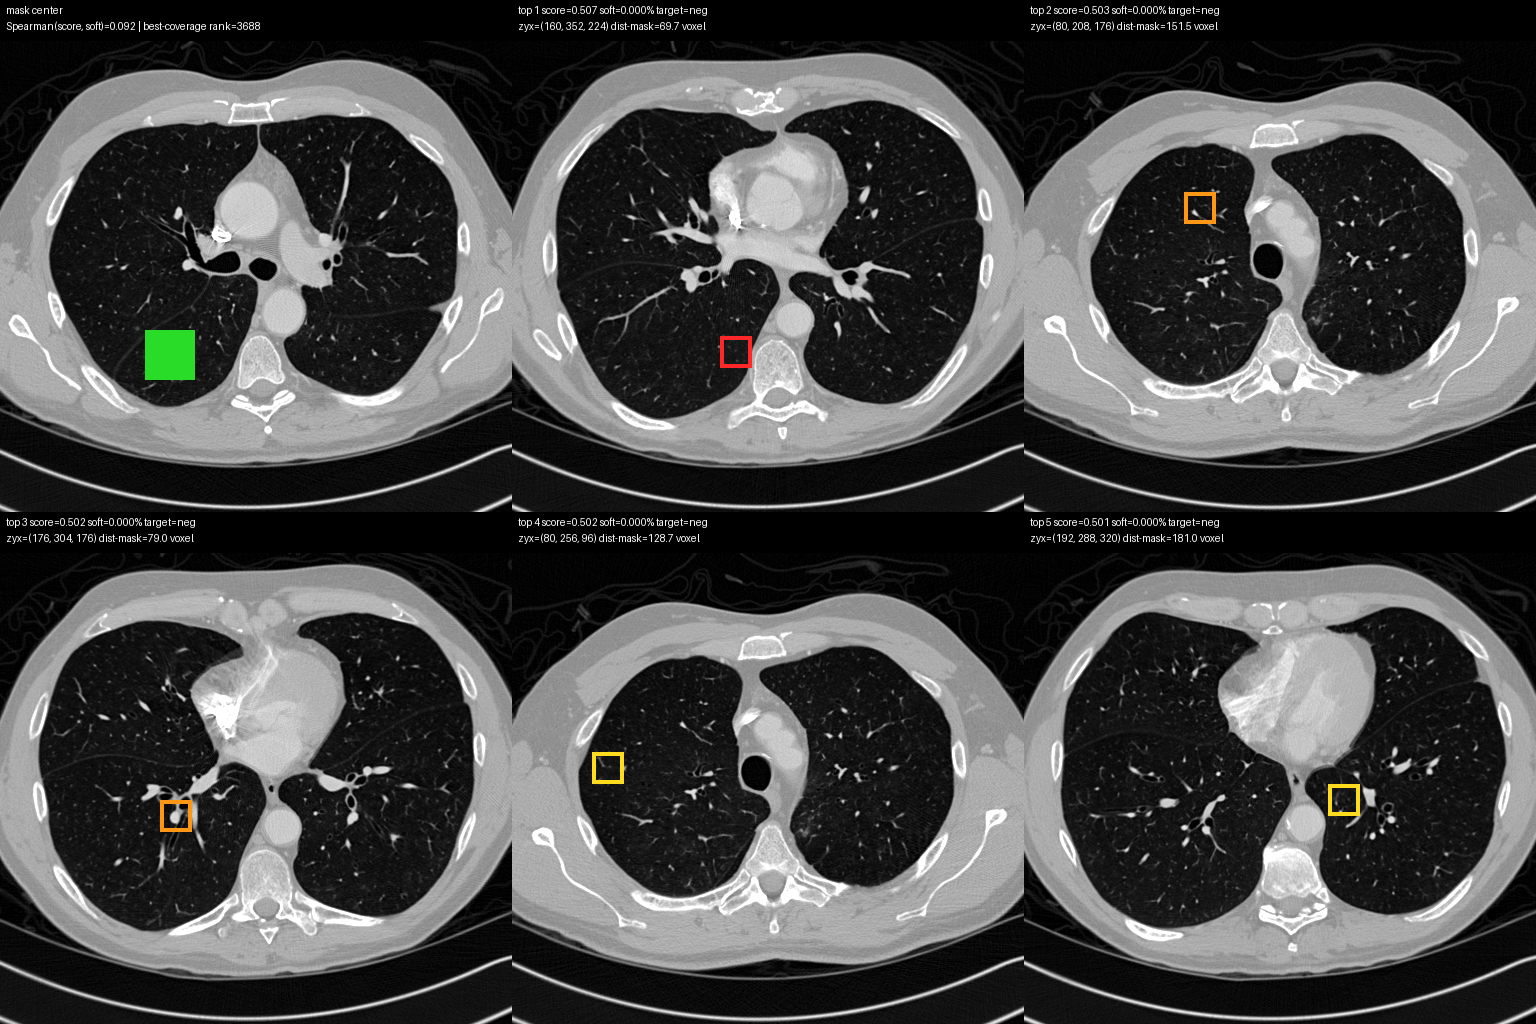 mask center
Spearman(score, soft)=0.092 | best-coverage rank=3688
top 1 score=0.507 soft=0.000% target=neg
zyx=(160, 352, 224) dist-mask=69.7 voxel
top 2 score=0.503 soft=0.000% target=neg
zyx=(80, 208, 176) dist-mask=151.5 voxel
top 3 score=0.502 soft=0.000% target=neg
zyx=(176, 304, 176) dist-mask=79.0 voxel
top 4 score=0.502 soft=0.000% target=neg
zyx=(80, 256, 96) dist-mask=128.7 voxel
top 5 score=0.501 soft=0.000% target=neg
zyx=(192, 288, 320) dist-mask=181.0 voxel